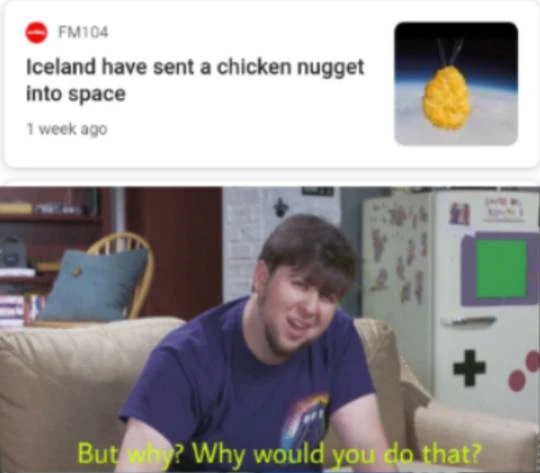 FM104
Iceland have sent a chicken nugget
into space
1 week ago
But why? Why would you do that?